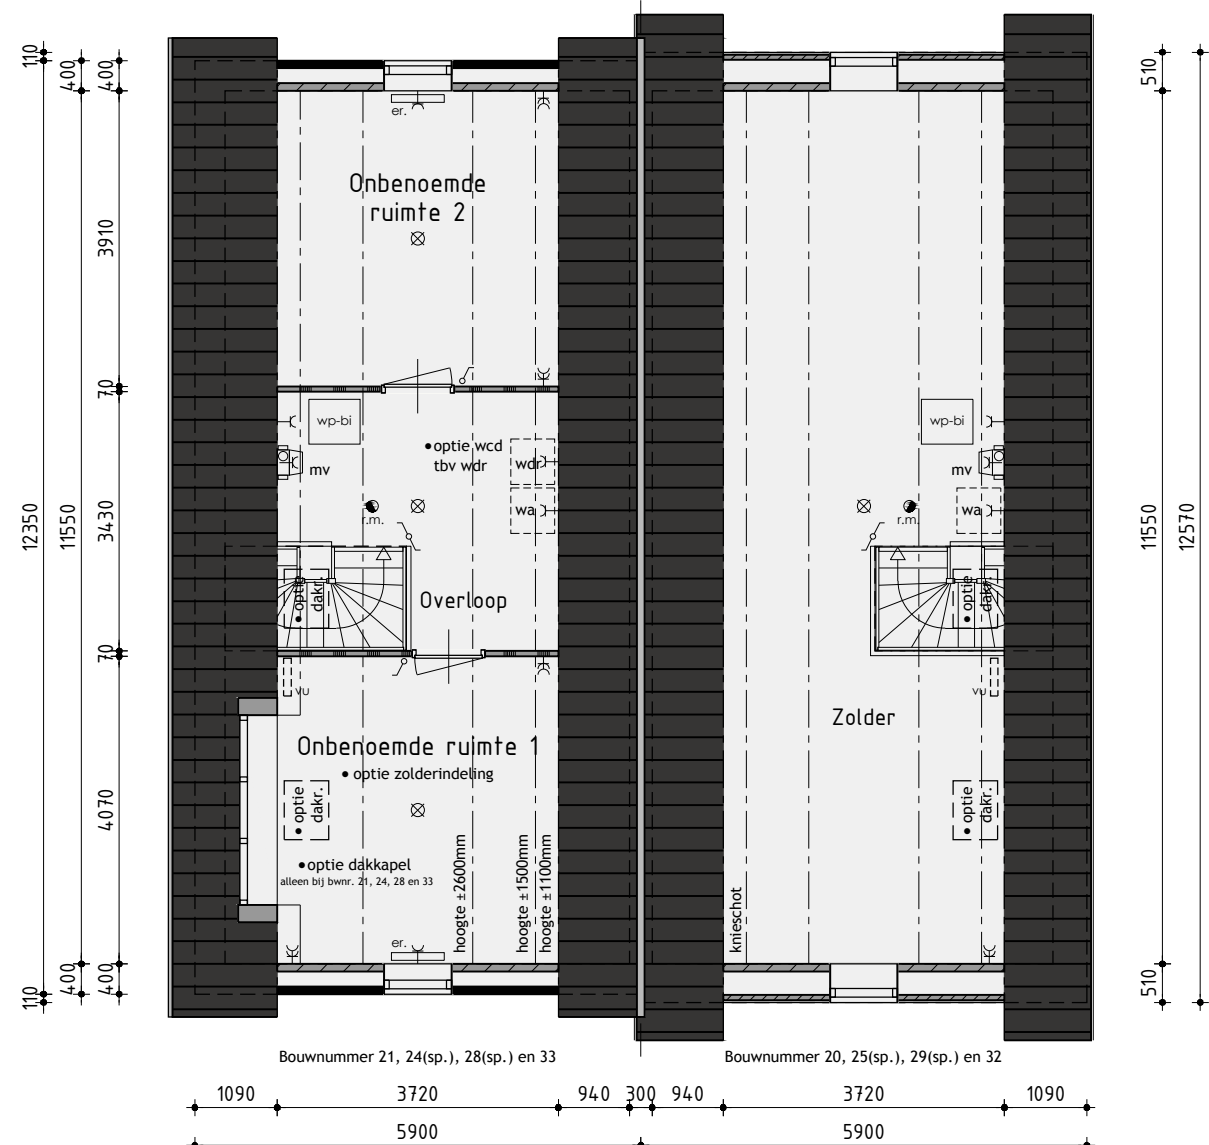 110
400
400
3910
70
3430
70
4070
12350
11550
400
400
110
er.
Onbenoemde
ruimte 2
wp-bi
mv
• optie wcd
tbv wdr
wdr
wa
r.m.
• optie
dakr.
Overloop
vu
Onbenoemde ruimte 1
• optie zolderindeling
• optie
dakr.
• optie dakkapel
alleen bij bwnr. 21, 24, 28 en 33
hoogte ±2600mm
hoogte ±1500mm
hoogte ±1100mm
er.
wp-bi
mv
wa
r.m.
• optie
dakr.
vu
Zolder
• optie
dakr.
knieschot
510
11550
12570
510
Bouwnummer 21, 24(sp.), 28(sp.) en 33
Bouwnummer 20, 25(sp.), 29(sp.) en 32
1090 3720 940 300 940 3720 1090
5900 5900